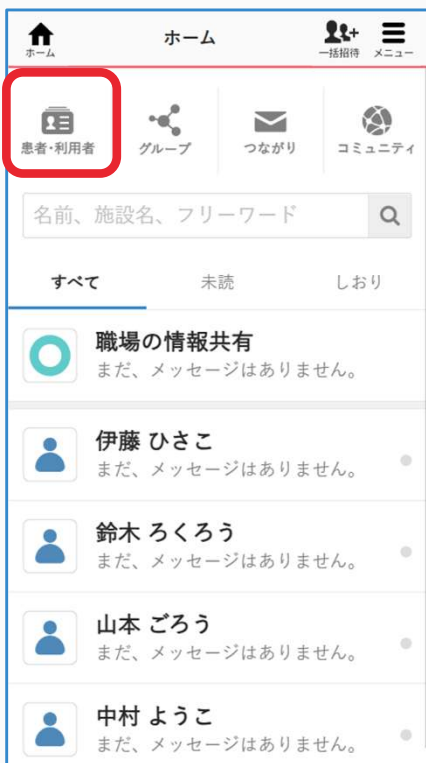 ホーム
ホーム
一括招待
メニュー
患者・利用者
グループ
つながり
コミュニティ
名前、施設名、フリーワード
すべて
未読
しおり
職場の情報共有
まだ、メッセージはありません。
伊藤 ひさこ
まだ、メッセージはありません。
鈴木 ろくろう
まだ、メッセージはありません。
山本 ごろう
まだ、メッセージはありません。
中村 ようこ
まだ、メッセージはありません。